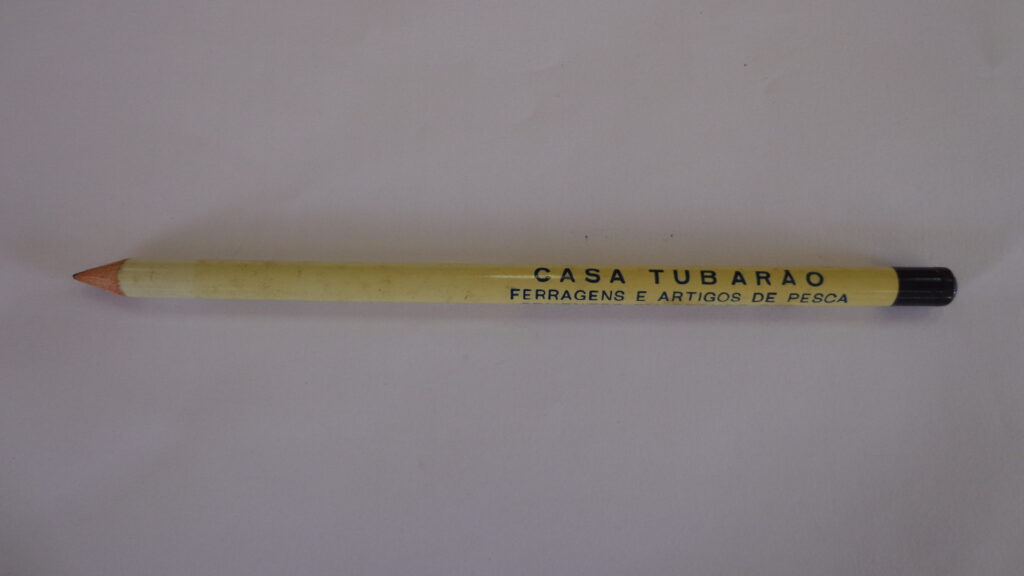 CASA TUBARÃO
FERRAGENS E ARTIGOS DE PESCA